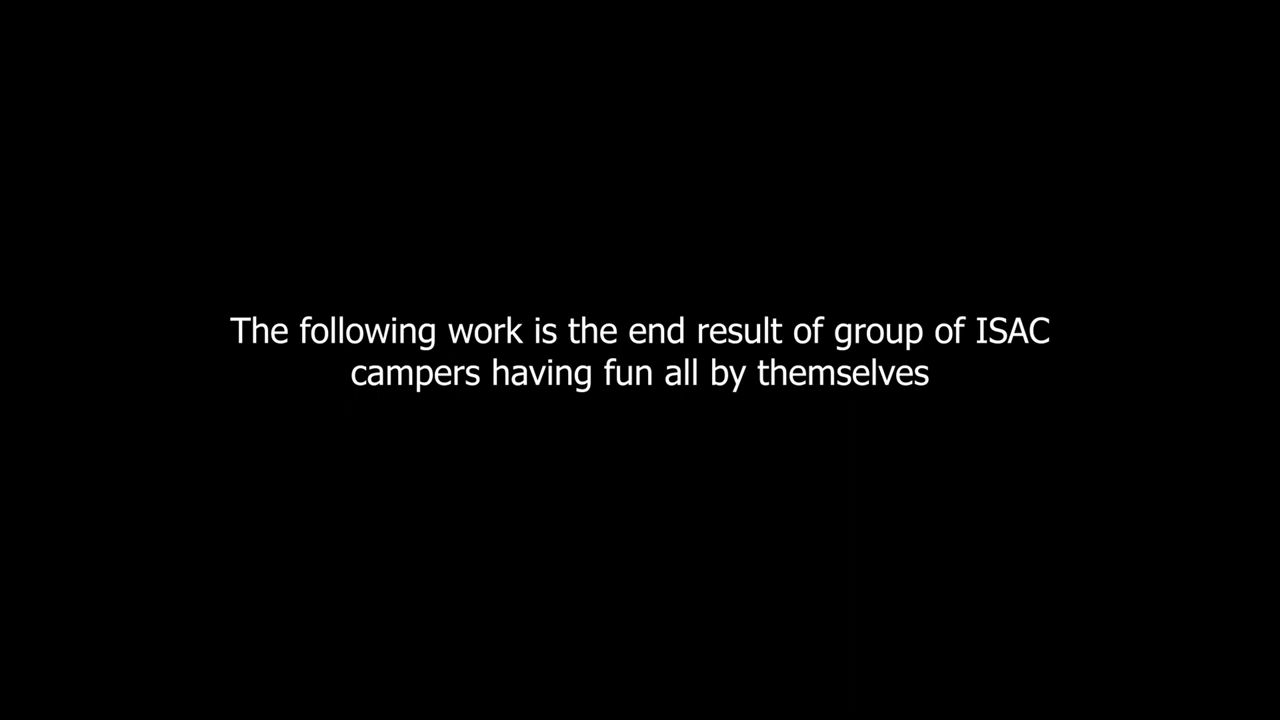 The following work is the end result of group of ISAC
campers having fun all by themselves